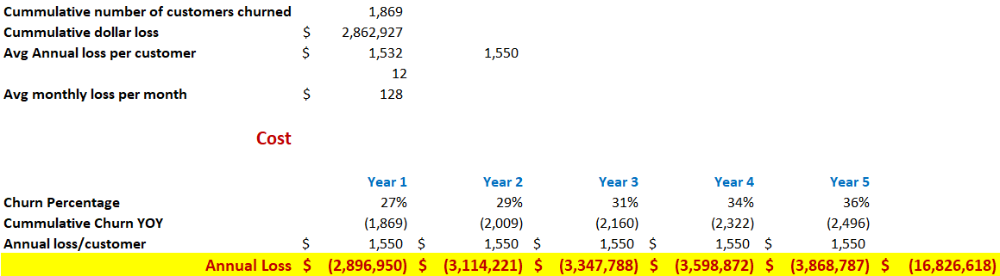 Cummulative number of customers churned 1,869
Cummulative dollar loss $ 2,862,927
Avg Annual loss per customer $ 1,532 1,550
12
Avg monthly loss per month $ 128
Cost
Year 1 Year 2 Year 3 Year 4 Year 5
Churn Percentage 27% 29% 31% 34% 36%
Cummulative Churn YOY (1,869) (2,009) (2,160) (2,322) (2,496)
Annual loss/customer $ 1,550 $ 1,550 $ 1,550 $ 1,550 $ 1,550
Annual Loss $ (2,896,950) $ (3,114,221) $ (3,347,788) $ (3,598,872) $ (3,868,787) $ (16,826,618)